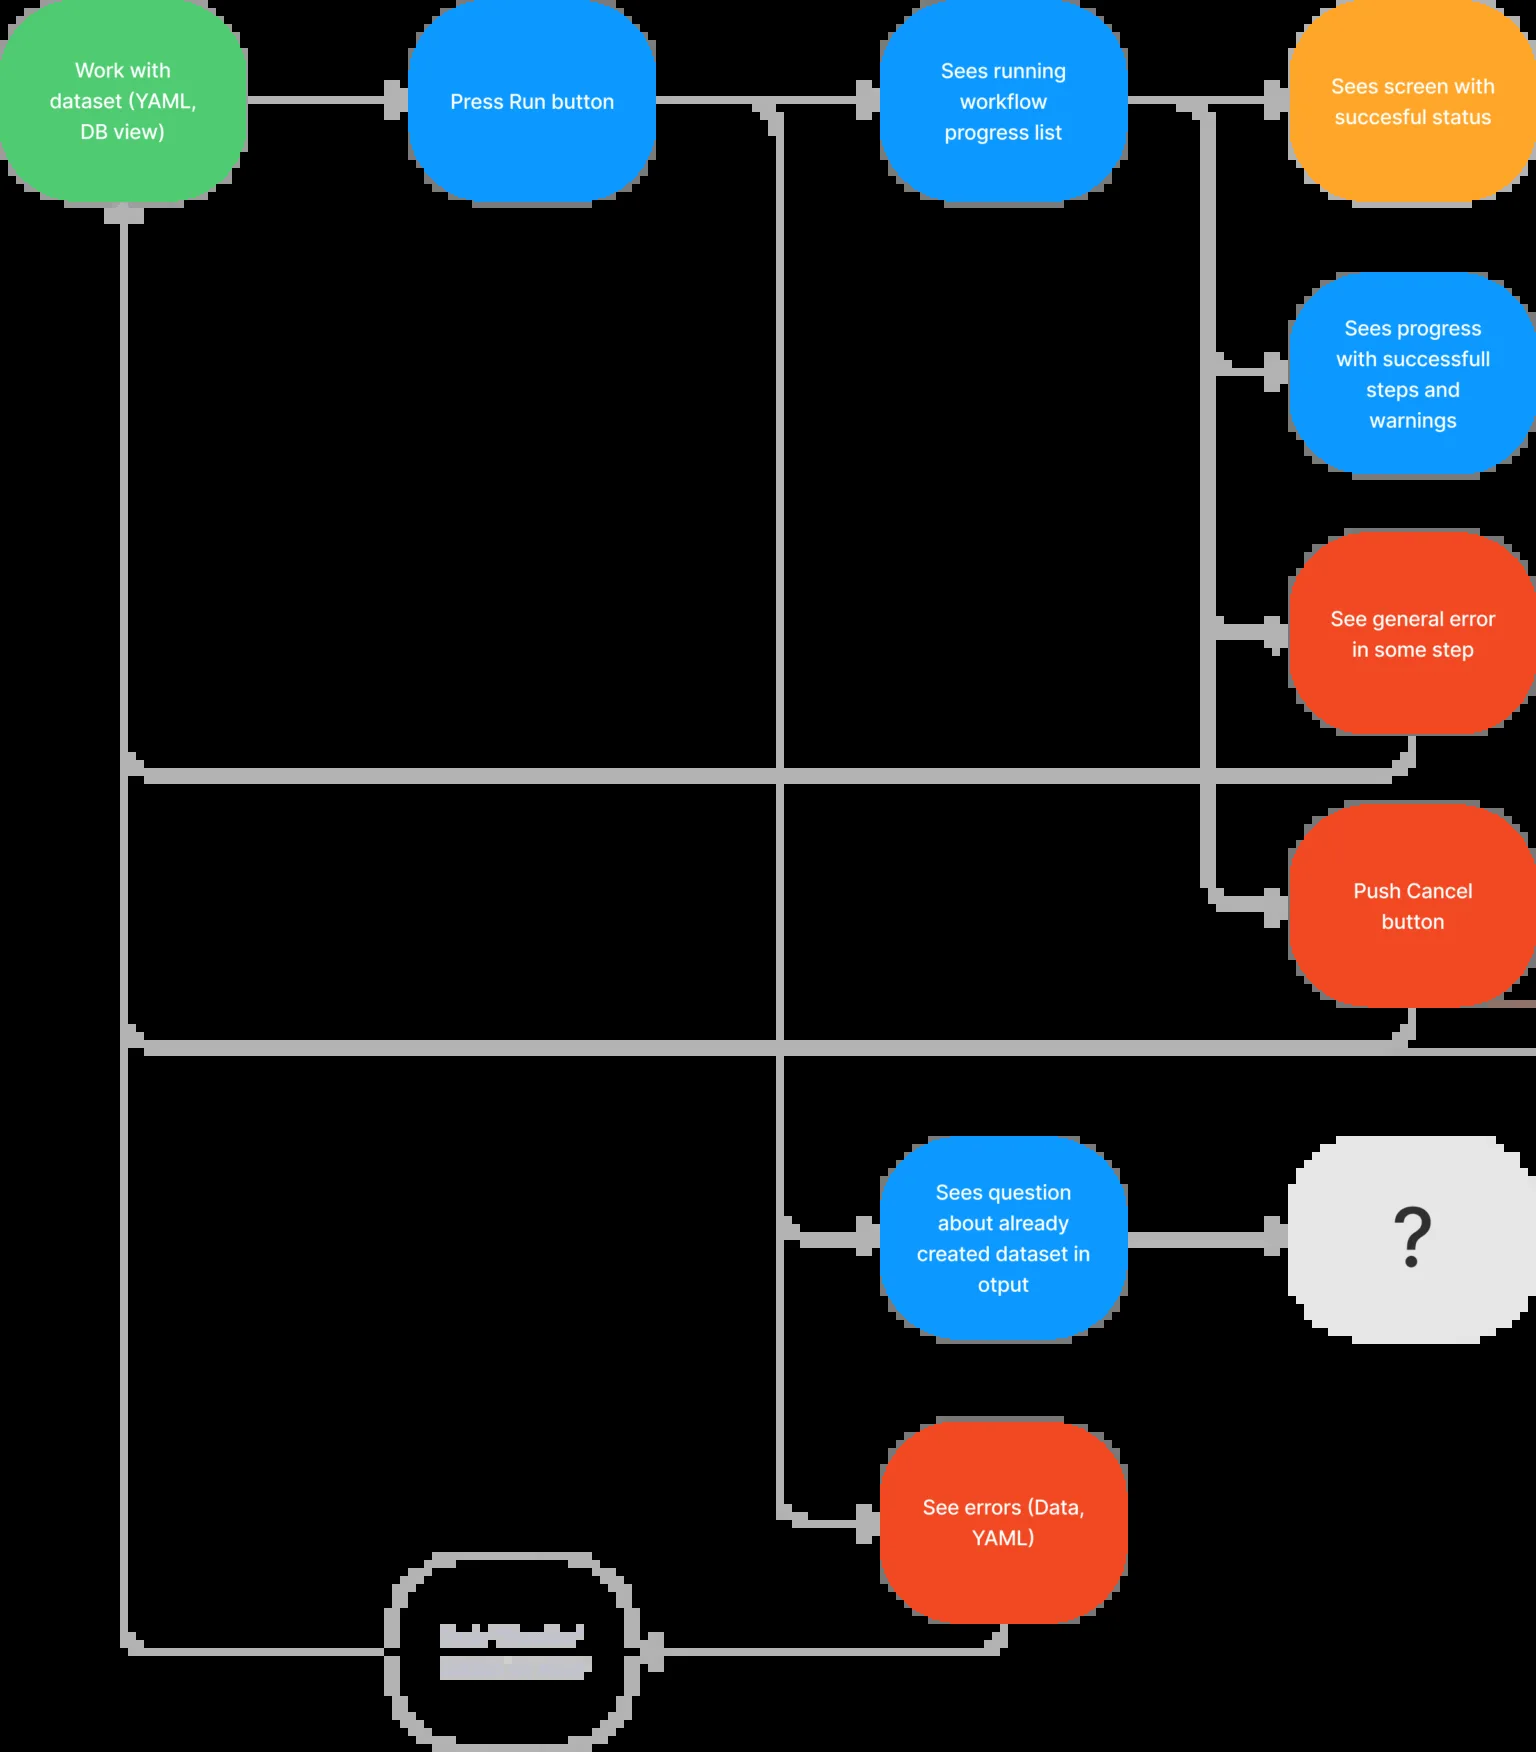 Work with
dataset (YAML,
DB view)
Press Run button
Sees running
workflow
progress list
Sees screen with
succesful status
Sees progress
with successfull
steps and
warnings
See general error
in some step
Push Cancel
button
Sees question
about already
created dataset in
otput
?
See errors (Data,
YAML)